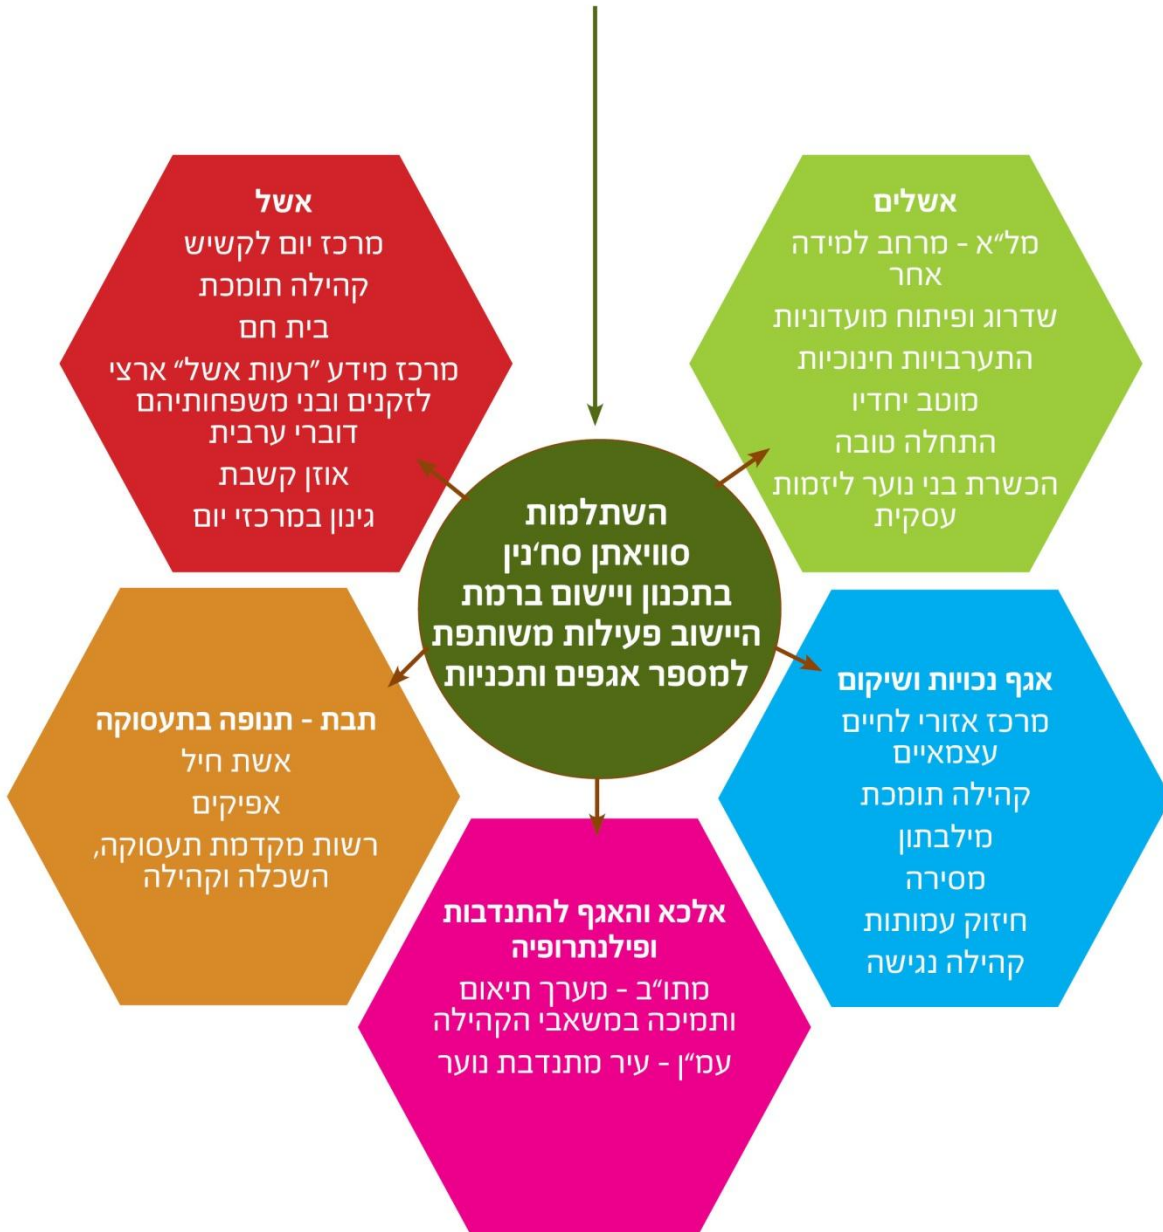 אשלים
מל"א - מרחב למידה
אחר
שדרוג ופיתוח מועדוניות
התערבויות חינוכיות
מוטב יחדיו
התחלה טובה
הכשרת בני נוער ליזמות
עסקית
אשל
מרכז יום לקשיש
קהילה תומכת
בית חם
מרכז מידע "רעות אשל" ארצי
לזקנים ובני משפחותיהם
דוברי ערבית
אוזן קשבת
גינון במרכזי יום
השתלמות
סוויאתן סח'נין
בתכנון ויישום ברמת
היישוב פעילות משותפת
למספר אגפים ותכניות
אגף נכויות ושיקום
מרכז אזורי לחיים
עצמאיים
קהילה תומכת
מילבתון
מסירה
חיזוק עמותות
קהילה נגישה
תבת - תנופה בתעסוקה
אשת חיל
אפיקים
רשות מקדמת תעסוקה,
השכלה וקהילה
אלכא והאגף להתנדבות
ופילנתרופיה
מתו"ב - מערך תיאום
ותמיכה במשאבי הקהילה
עמ"ן - עיר מתנדבת נוער